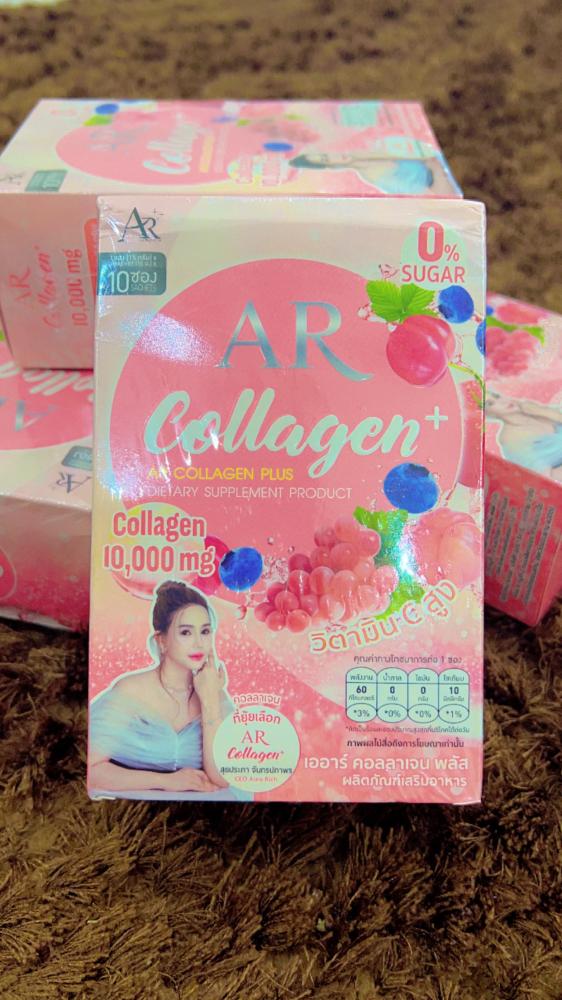 AR
10 ซอง
SACHETS
0%
SUGAR
AR
Collagen+
AR COLLAGEN PLUS
DIETARY SUPPLEMENT PRODUCT
Collagen
10,000 mg
วิตามิน C สูง
คุณค่าทางโภชนาการต่อ 1 ซอง
พลังงาน น้ำตาล ไขมัน โซเดียม
60 0 0 10
กิโลแคลอรี กรัม กรัม มิลลิกรัม
*3% *0% *0% *1%
ภาพผลไม้สื่อถึงการโฆษณาเท่านั้น
คอลลาเจน
ที่ยุ้ยเลือก
AR
Collagen+
CEO Aura Rich
เออาร์ คอลลาเจน พลัส
ผลิตภัณฑ์เสริมอาหาร
Collagen
AR
Collagen+
10,000 mg
AR